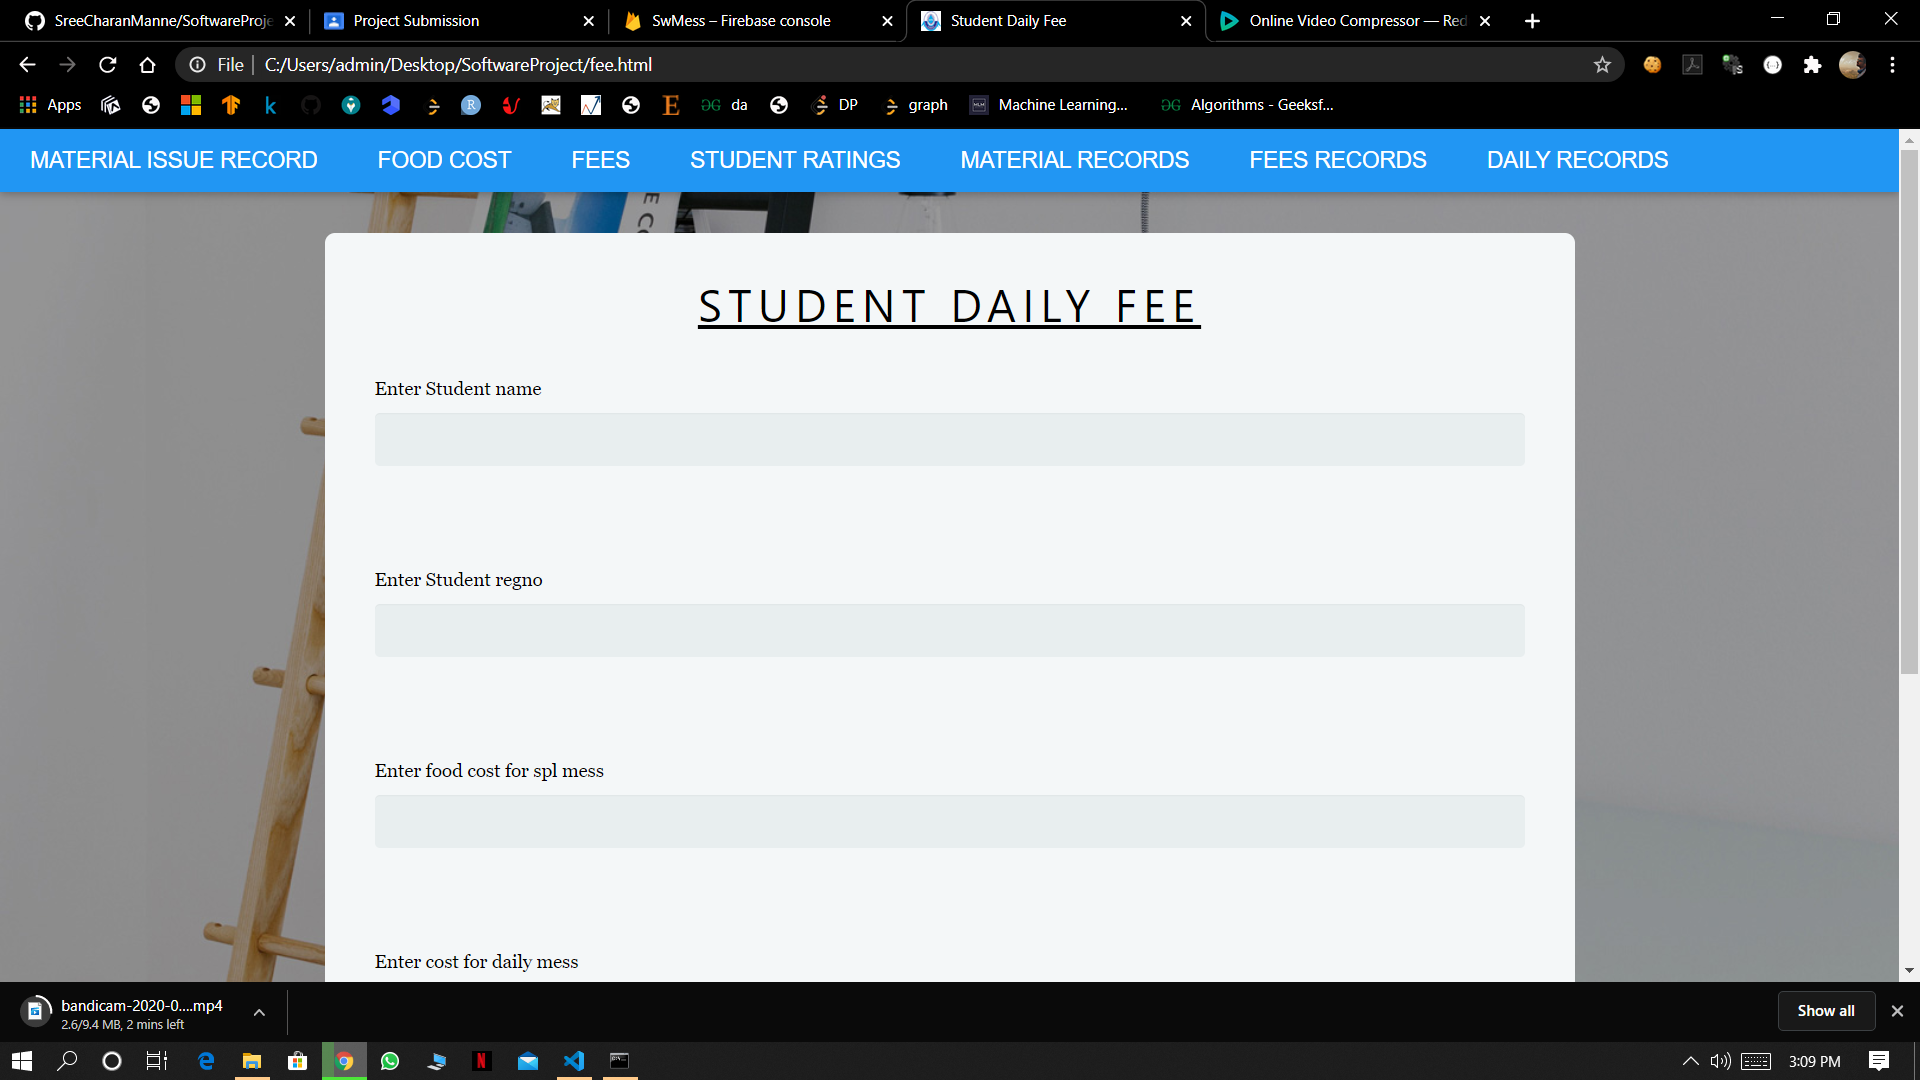 SreeCharanManne/SoftwareProje
Project Submission
SwMess – Firebase console
Student Daily Fee
Online Video Compressor — Red
File
C:/Users/admin/Desktop/SoftwareProject/fee.html
Apps
da
DP
graph
Machine Learning...
Algorithms - Geeksf...
MATERIAL ISSUE RECORD
FOOD COST
FEES
STUDENT RATINGS
MATERIAL RECORDS
FEES RECORDS
DAILY RECORDS
STUDENT DAILY FEE
Enter Student name
Enter Student regno
Enter food cost for spl mess
Enter cost for daily mess
bandicam-2020-0....mp4
2.6/9.4 MB, 2 mins left
Show all
3:09 PM